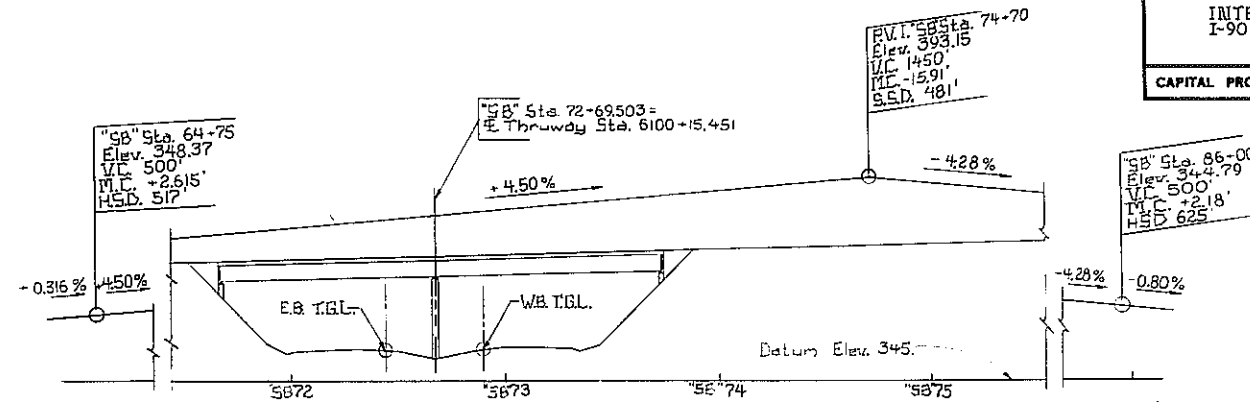 INTE
I-90
CAPITAL PRO
P.V.I. "SB" Sta. 74+70
Elev. 393.15
V.C. 1450'
M.C. -15.91'
S.S.D. 481'
"SB" Sta. 72+69.503 =
℄ Thruway Sta. 6100+15.451
"SB" Sta. 64+75
Elev. 348.37
V.C. 500'
M.C. +2.615'
H.S.D. 517'
+4.50%
-4.28%
"SB" Sta. 86+00
Elev. 344.79
V.C. 500'
M.C. +2.18'
HSD 625'
+0.316%
+4.50%
-4.28%
-0.80%
E.B. T.G.L.
W.B. T.G.L.
Datum Elev. 345.
"SB"72
"SB"73
"SB"74
"SB"75